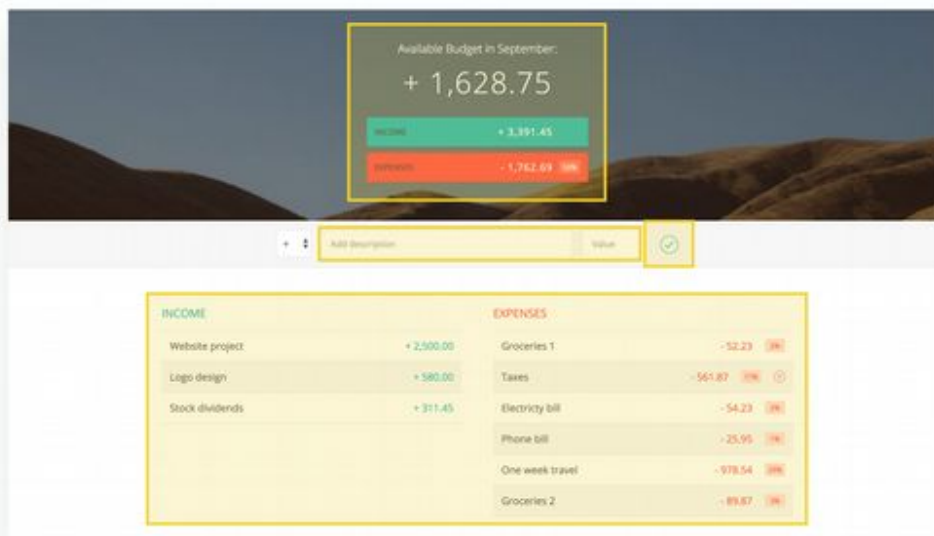 Available Budget in September:
+ 1,628.75
INCOME + 3,391.45
EXPENSES - 1,762.69
+ Add description Value
INCOME
Website project + 2,500.00
Logo design + 580.00
Stock dividends + 311.45
EXPENSES
Groceries 1 - 52.23
Taxes - 561.87
Electricty bill - 54.23
Phone bill - 25.95
One week travel - 978.54
Groceries 2 - 89.87